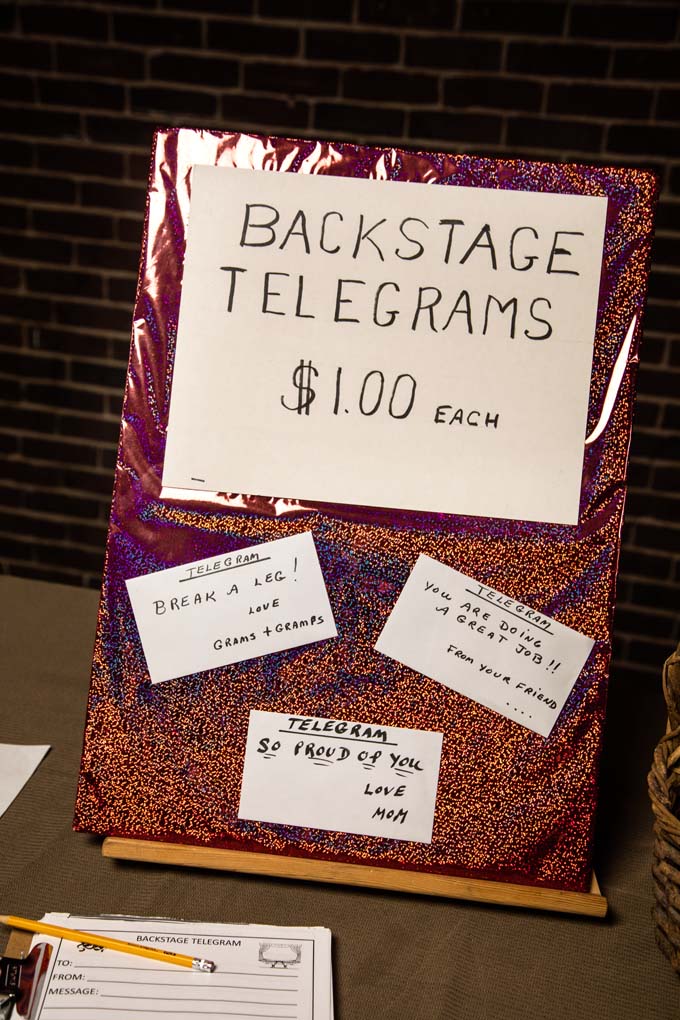 BACKSTAGE
TELEGRAMS
$1.00 EACH
TELEGRAM
BREAK A LEG!
LOVE
GRAMS + GRAMPS
TELEGRAM
YOU ARE DOING
A GREAT JOB!!
FROM YOUR FRIEND
....
TELEGRAM
SO PROUD OF YOU
LOVE
MOM
BACKSTAGE TELEGRAM
TO:
FROM:
MESSAGE: